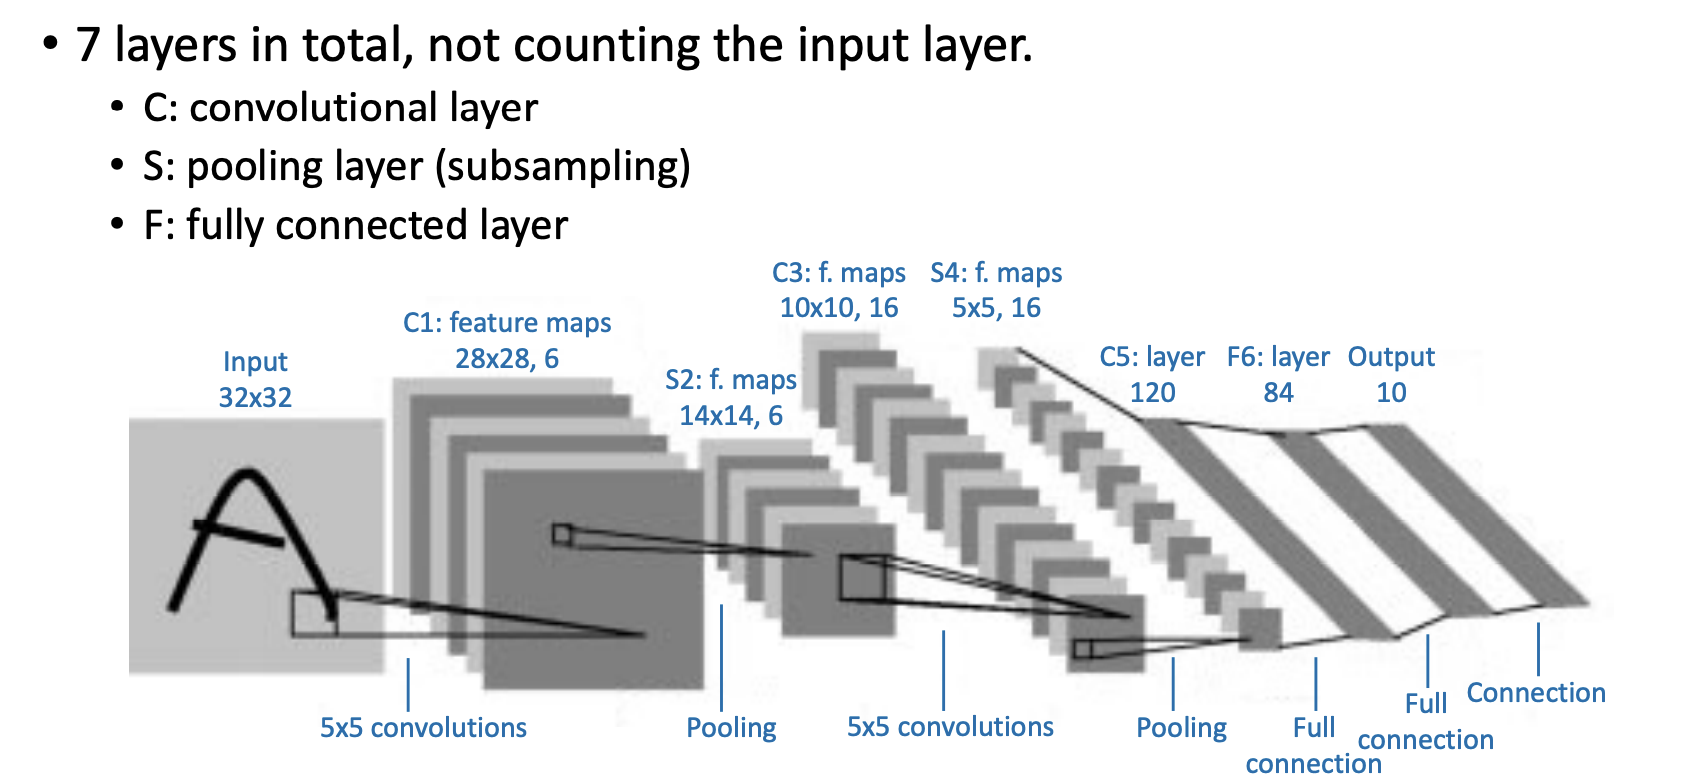 • 7 layers in total, not counting the input layer.
• C: convolutional layer
• S: pooling layer (subsampling)
• F: fully connected layer
Input
32x32
C1: feature maps
28x28, 6
S2: f. maps
14x14, 6
C3: f. maps
10x10, 16
S4: f. maps
5x5, 16
C5: layer
120
F6: layer
84
Output
10
A
5x5 convolutions
Pooling
5x5 convolutions
Pooling
Full
connection
Full
connection
Connection